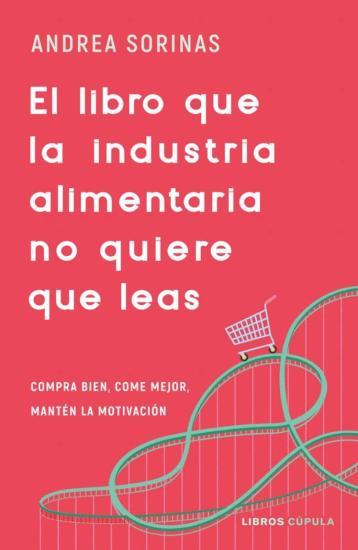 ANDREA SORINAS
El libro que
la industria
alimentaria
no quiere
que leas
COMPRA BIEN, COME MEJOR,
MANTÉN LA MOTIVACIÓN
LIBROS CÚPULA